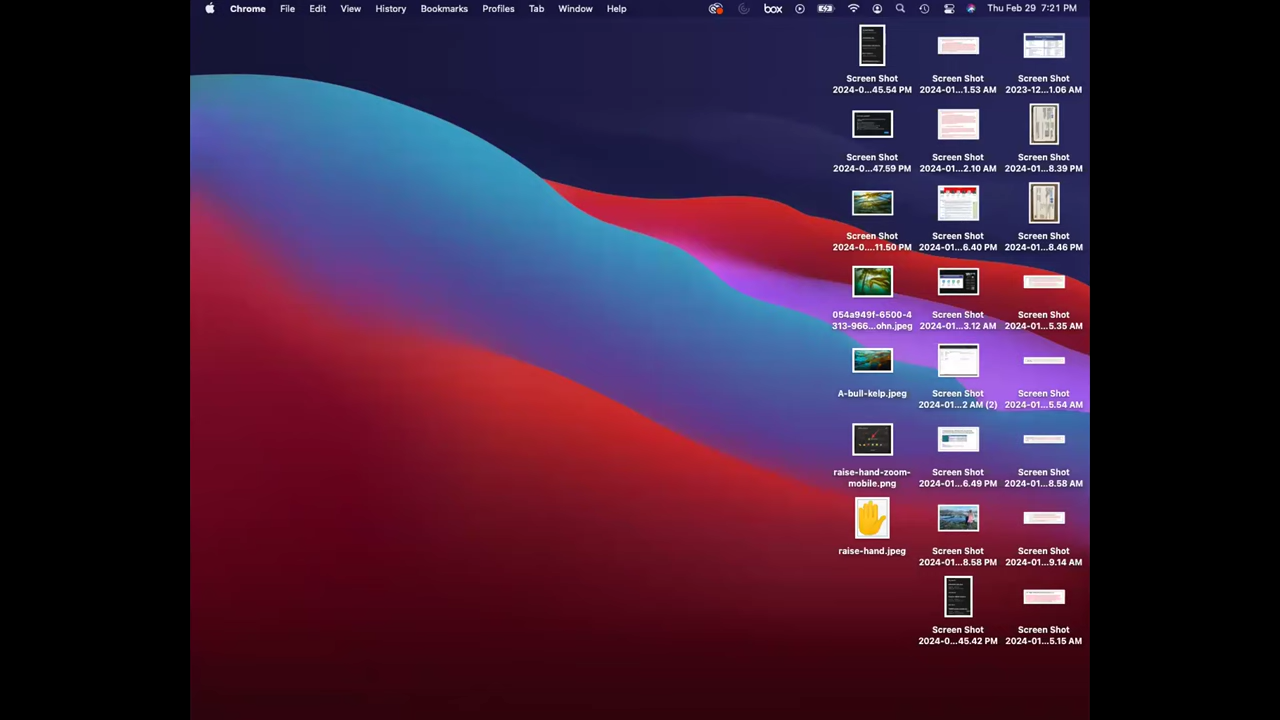 Chrome File Edit View History Bookmarks Profiles Tab Window Help box Thu Feb 29 7:21 PM
Screen Shot
2024-0...45.54 PM
Screen Shot
2024-01...1.53 AM
Screen Shot
2023-12...1.06 AM
Screen Shot
2024-0...47.59 PM
Screen Shot
2024-01...2.10 AM
Screen Shot
2024-01...8.39 PM
Screen Shot
2024-0....11.50 PM
Screen Shot
2024-01...6.40 PM
Screen Shot
2024-01...8.46 PM
054a949f-6500-4
313-966...ohn.jpeg
Screen Shot
2024-01...3.12 AM
Screen Shot
2024-01...5.35 AM
A-bull-kelp.jpeg
Screen Shot
2024-01...2 AM (2)
Screen Shot
2024-01...5.54 AM
raise-hand-zoom-
mobile.png
Screen Shot
2024-01...6.49 PM
Screen Shot
2024-01...8.58 AM
raise-hand.jpeg
Screen Shot
2024-01...8.58 PM
Screen Shot
2024-01...9.14 AM
Screen Shot
2024-0...45.42 PM
Screen Shot
2024-01...5.15 AM